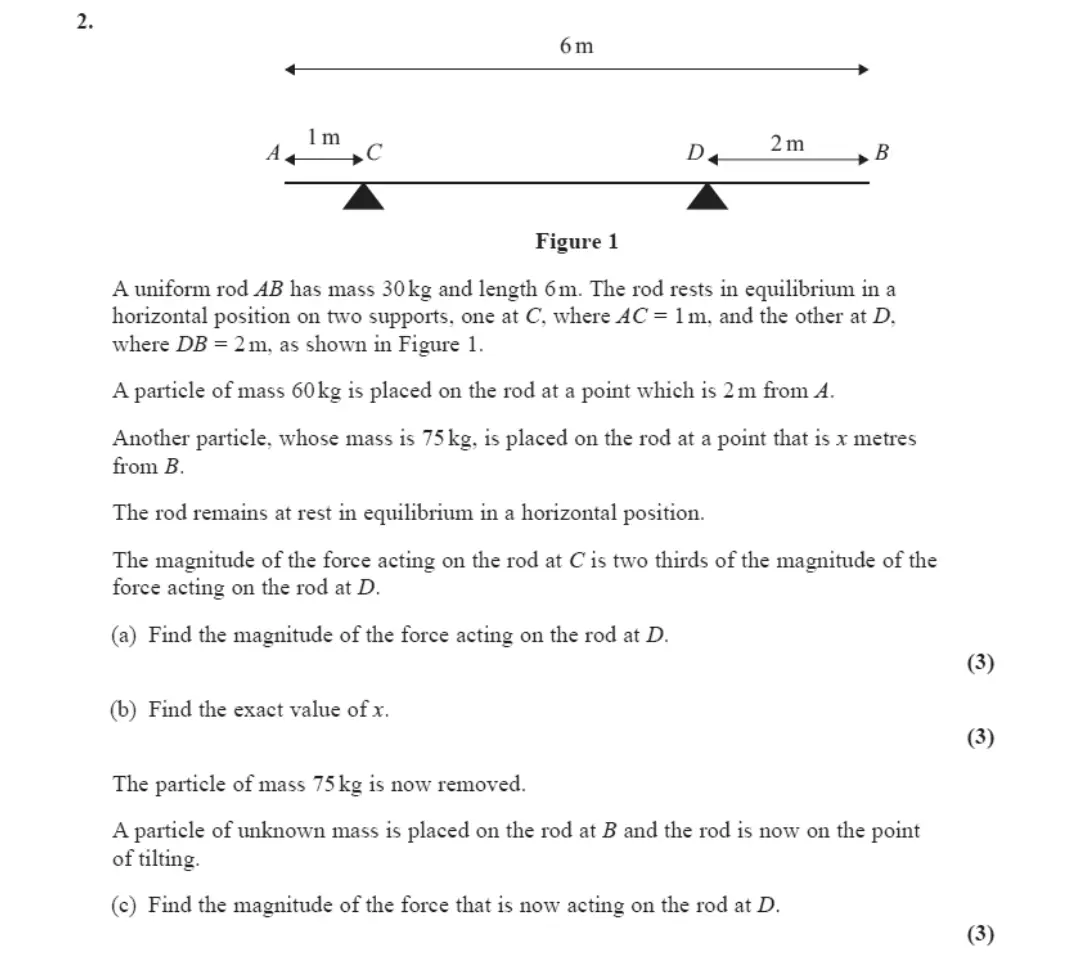 2.
6 m
1 m
A
C
D
2 m
B
Figure 1
A uniform rod AB has mass 30 kg and length 6 m. The rod rests in equilibrium in a
horizontal position on two supports, one at C, where AC = 1 m, and the other at D,
where DB = 2 m, as shown in Figure 1.
A particle of mass 60 kg is placed on the rod at a point which is 2 m from A.
Another particle, whose mass is 75 kg, is placed on the rod at a point that is x metres
from B.
The rod remains at rest in equilibrium in a horizontal position.
The magnitude of the force acting on the rod at C is two thirds of the magnitude of the
force acting on the rod at D.
(a) Find the magnitude of the force acting on the rod at D.
(3)
(b) Find the exact value of x.
(3)
The particle of mass 75 kg is now removed.
A particle of unknown mass is placed on the rod at B and the rod is now on the point
of tilting.
(c) Find the magnitude of the force that is now acting on the rod at D.
(3)